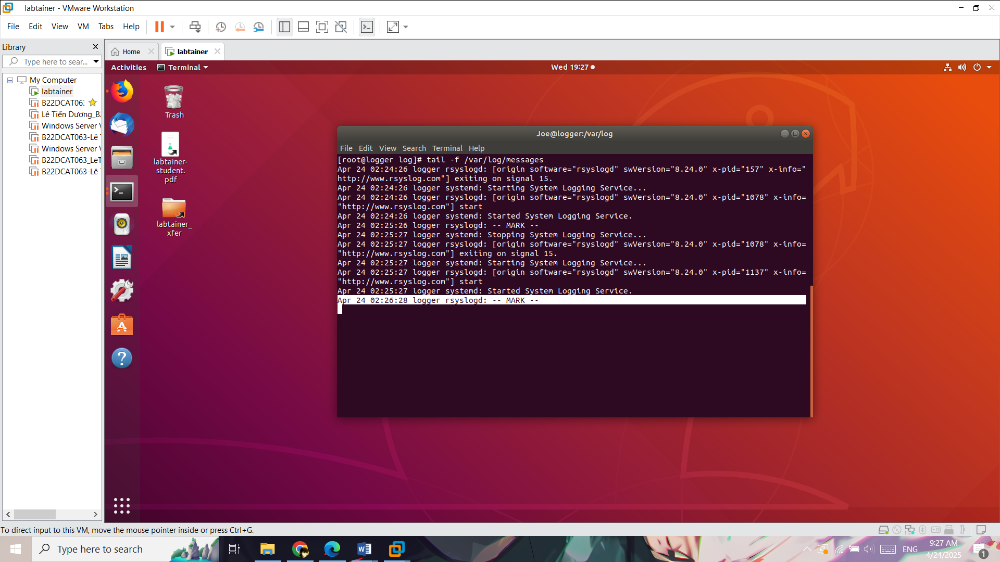 labtainer - VMware Workstation
File Edit View VM Tabs Help
Library
Type here to sear...
Home
labtainer
My Computer
labtainer
B22DCAT063
Lê Tiến Dương_B2
Windows Server V
B22DCAT063-Lê T
Windows Server V
B22DCAT063_LeT
B22DCAT063-Lê T
Activities Terminal Wed 19:27
Trash
labtainer-
student.
pdf
labtainer_
xfer
Joe@logger:/var/log
File Edit View Search Terminal Help
[root@logger log]# tail -f /var/log/messages
Apr 24 02:24:26 logger rsyslogd: [origin software="rsyslogd" swVersion="8.24.0" x-pid="157" x-info="
http://www.rsyslog.com"] exiting on signal 15.
Apr 24 02:24:26 logger systemd: Starting System Logging Service...
Apr 24 02:24:26 logger rsyslogd: [origin software="rsyslogd" swVersion="8.24.0" x-pid="1078" x-info=
"http://www.rsyslog.com"] start
Apr 24 02:24:26 logger systemd: Started System Logging Service.
Apr 24 02:25:26 logger rsyslogd: -- MARK --
Apr 24 02:25:27 logger systemd: Stopping System Logging Service...
Apr 24 02:25:27 logger rsyslogd: [origin software="rsyslogd" swVersion="8.24.0" x-pid="1078" x-info=
"http://www.rsyslog.com"] exiting on signal 15.
Apr 24 02:25:27 logger systemd: Starting System Logging Service...
Apr 24 02:25:27 logger rsyslogd: [origin software="rsyslogd" swVersion="8.24.0" x-pid="1137" x-info=
"http://www.rsyslog.com"] start
Apr 24 02:25:27 logger systemd: Started System Logging Service.
Apr 24 02:26:28 logger rsyslogd: -- MARK --
To direct input to this VM, move the mouse pointer inside or press Ctrl+G.
Type here to search
ENG
9:27 AM
4/24/2025
1